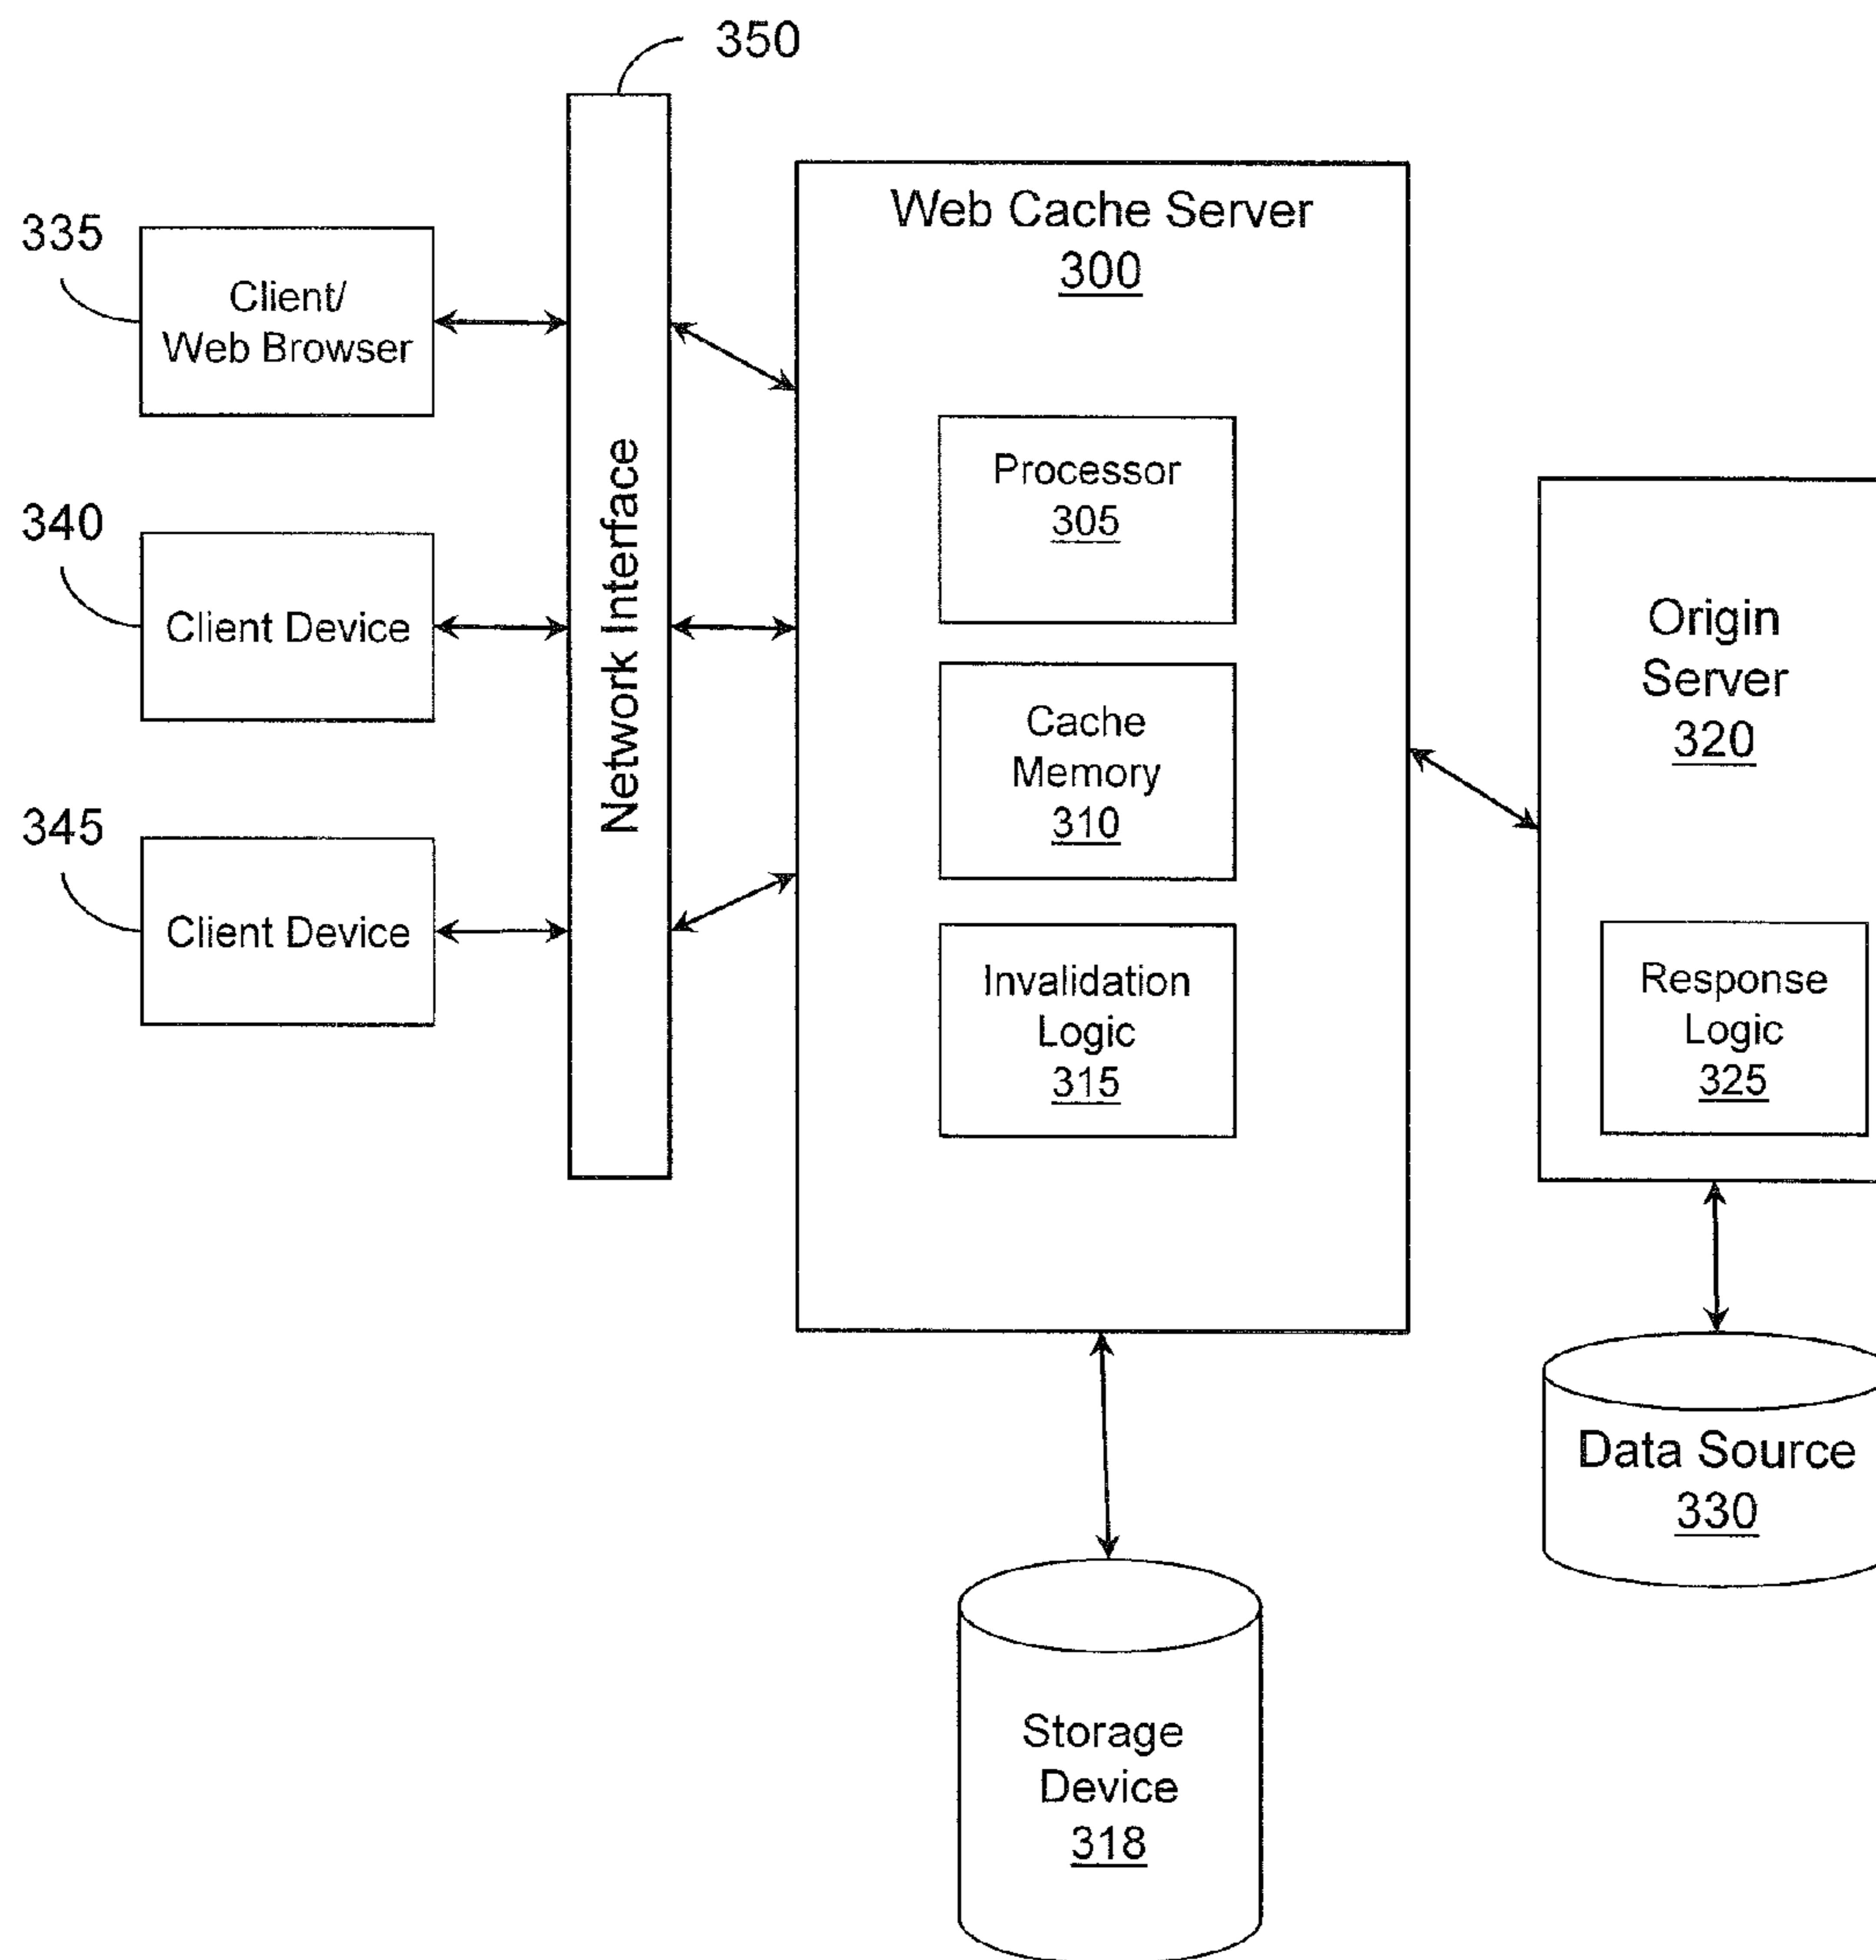 350
335
Client/
Web Browser
340
Client Device
345
Client Device
Network Interface
Web Cache Server
300
Processor
305
Cache
Memory
310
Invalidation
Logic
315
Origin
Server
320
Response
Logic
325
Data Source
330
Storage
Device
318